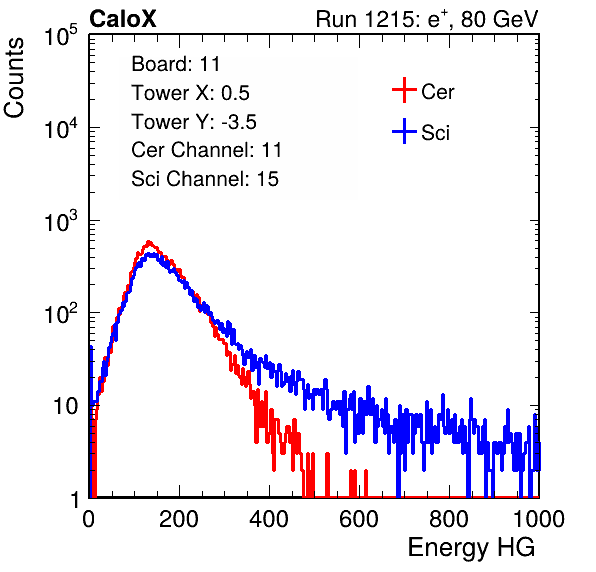 CaloX Run 1215: e⁺, 80 GeV
Counts
10⁵
10⁴
10³
10²
10
1
Board: 11
Tower X: 0.5
Tower Y: -3.5
Cer Channel: 11
Sci Channel: 15
Cer
Sci
0 200 400 600 800 1000
Energy HG